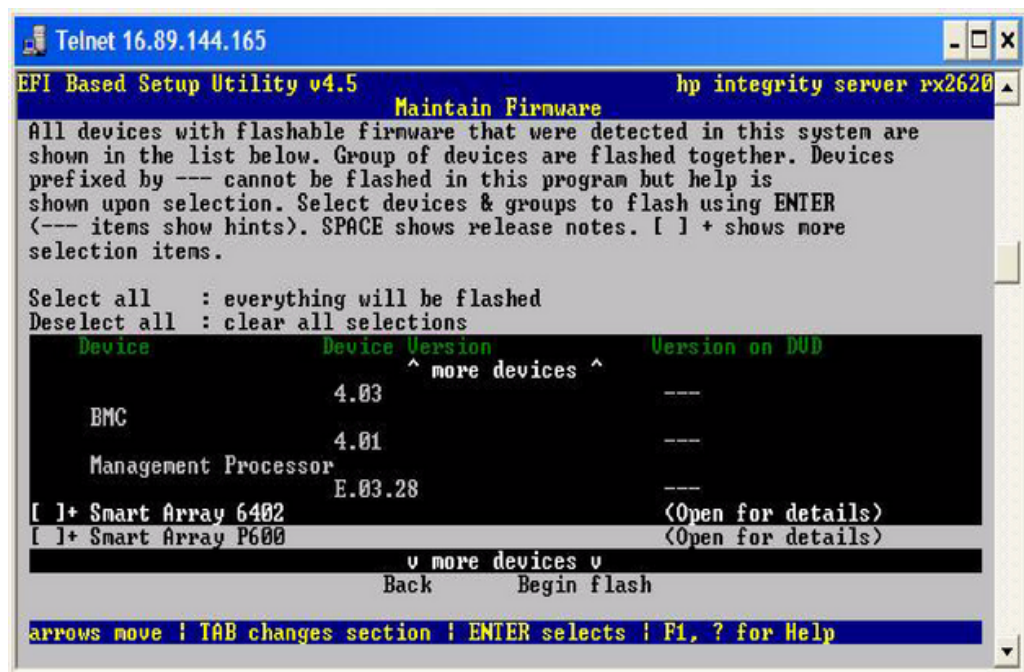 Telnet 16.89.144.165
EFI Based Setup Utility v4.5 hp integrity server rx2620
Maintain Firmware
All devices with flashable firmware that were detected in this system are
shown in the list below. Group of devices are flashed together. Devices
prefixed by --- cannot be flashed in this program but help is
shown upon selection. Select devices & groups to flash using ENTER
(--- items show hints). SPACE shows release notes. [ ] + shows more
selection items.
Select all : everything will be flashed
Deselect all : clear all selections
Device Device Version Version on DVD
^ more devices ^
4.03 ---
BMC
4.01 ---
Management Processor
E.03.28 ---
[ ]+ Smart Array 6402 (Open for details)
[ ]+ Smart Array P600 (Open for details)
v more devices v
Back Begin flash
arrows move ¦ TAB changes section ¦ ENTER selects ¦ F1, ? for Help